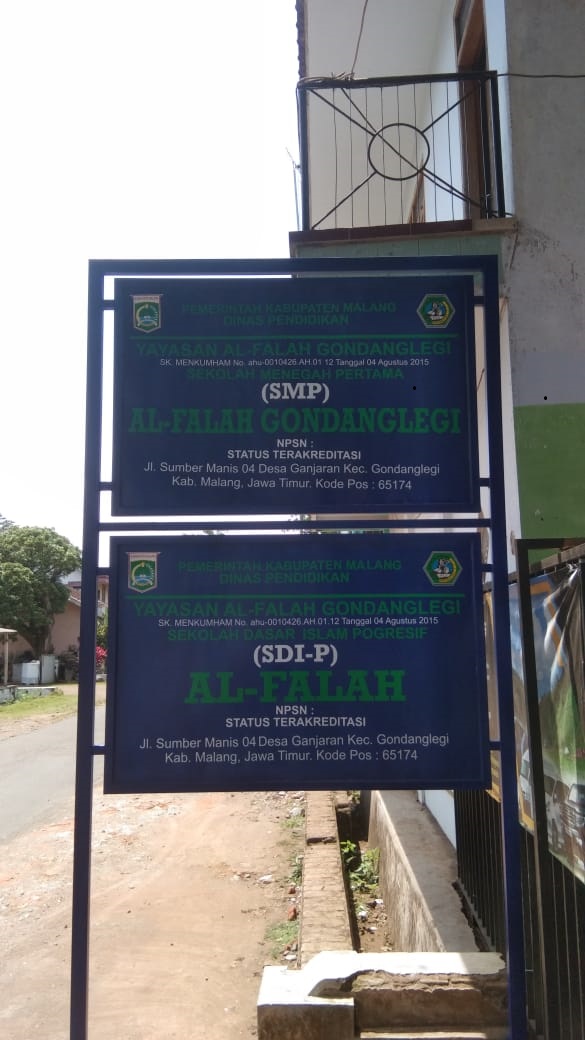 PEMERINTAH KABUPATEN MALANG
DINAS PENDIDIKAN
YAYASAN AL-FALAH GONDANGLEGI
SK. MENKUMHAM No. ahu-0010426.AH.01.12 Tanggal 04 Agustus 2015
SEKOLAH MENEGAH PERTAMA
(SMP)
AL-FALAH GONDANGLEGI
NPSN :
STATUS TERAKREDITASI
Jl. Sumber Manis 04 Desa Ganjaran Kec. Gondanglegi
Kab. Malang, Jawa Timur. Kode Pos : 65174
PEMERINTAH KABUPATEN MALANG
DINAS PENDIDIKAN
YAYASAN AL-FALAH GONDANGLEGI
SK. MENKUMHAM No. ahu-0010426.AH.01.12 Tanggal 04 Agustus 2015
SEKOLAH DASAR ISLAM POGRESIF
(SDI-P)
AL-FALAH
NPSN :
STATUS TERAKREDITASI
Jl. Sumber Manis 04 Desa Ganjaran Kec. Gondanglegi
Kab. Malang, Jawa Timur. Kode Pos : 65174